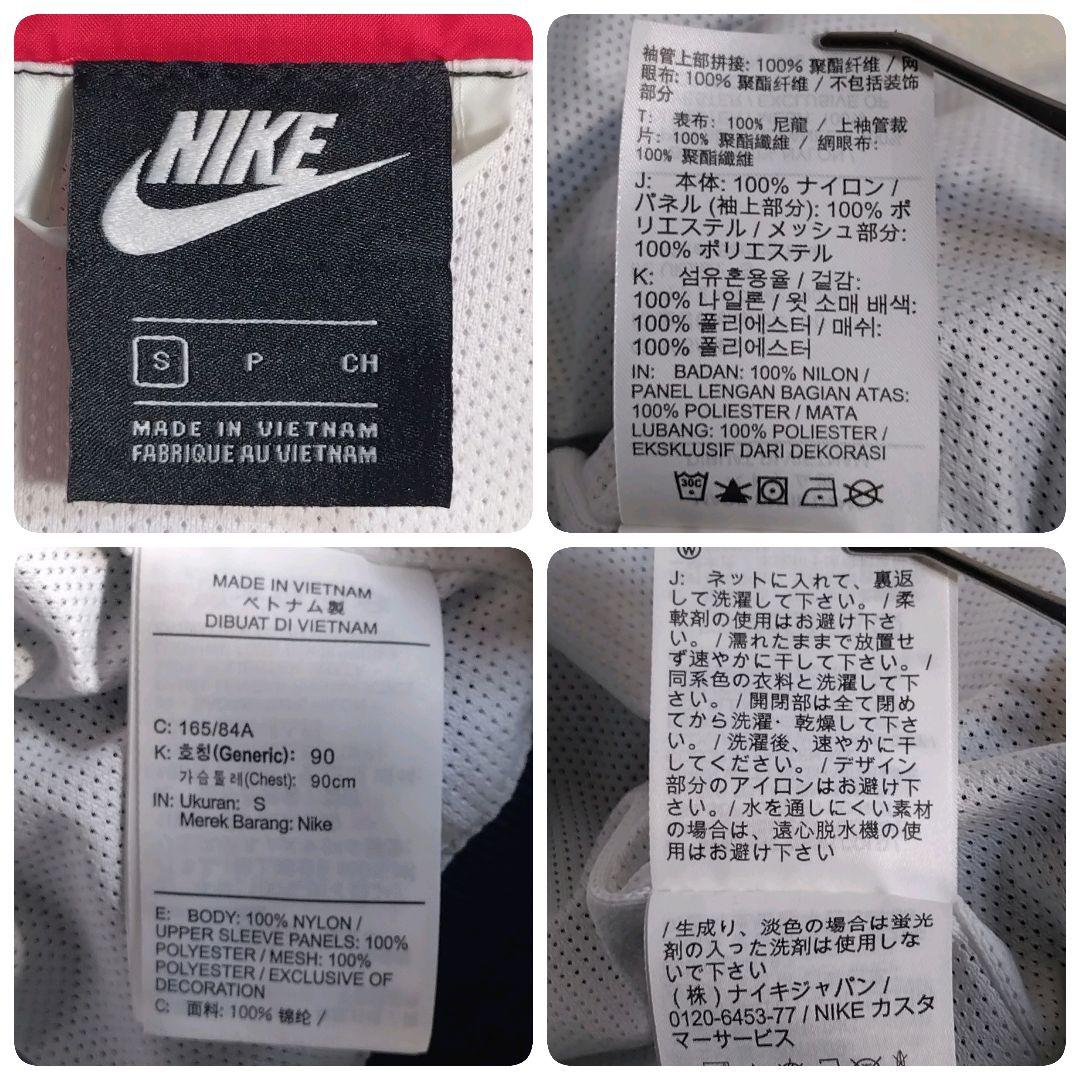 NIKE
S P CH
MADE IN VIETNAM
FABRIQUE AU VIETNAM
袖管上部拼接: 100% 聚酯纤维 / 网
眼布: 100% 聚酯纤维 / 不包括装饰
部分
T: 表布: 100% 尼龍 / 上袖管裁
片: 100% 聚酯纖維 / 網眼布:
100% 聚酯纖維
J: 本体: 100% ナイロン /
パネル (袖上部分): 100% ポ
リエステル / メッシュ部分:
100% ポリエステル
K: 섬유혼용율 / 겉감:
100% 나일론 / 윗 소매 배색:
100% 폴리에스터 / 매쉬:
100% 폴리에스터
IN: BADAN: 100% NILON /
PANEL LENGAN BAGIAN ATAS:
100% POLIESTER / MATA
LUBANG: 100% POLIESTER /
EKSKLUSIF DARI DEKORASI
30C
MADE IN VIETNAM
ベトナム製
DIBUAT DI VIETNAM
C: 165/84A
K: 호칭(Generic): 90
가슴둘레(Chest): 90cm
IN: Ukuran: S
Merek Barang: Nike
E: BODY: 100% NYLON /
UPPER SLEEVE PANELS: 100%
POLYESTER / MESH: 100%
POLYESTER / EXCLUSIVE OF
DECORATION
C: 面料: 100% 锦纶 /
W
J: ネットに入れて、裏返
して洗濯して下さい。 / 柔
軟剤の使用はお避け下さ
い。 / 濡れたままで放置せ
ず速やかに干して下さい。 /
同系色の衣料と洗濯して下
さい。 / 開閉部は全て閉め
てから洗濯・乾燥して下さ
い。 / 洗濯後、速やかに干
してください。 / デザイン
部分のアイロンはお避け下
さい。 / 水を通しにくい素材
の場合は、遠心脱水機の使
用はお避け下さい
/ 生成り、淡色の場合は蛍光
剤の入った洗剤は使用しな
いで下さい
(株) ナイキジャパン /
0120-6453-77 / NIKE カスタ
マーサービス